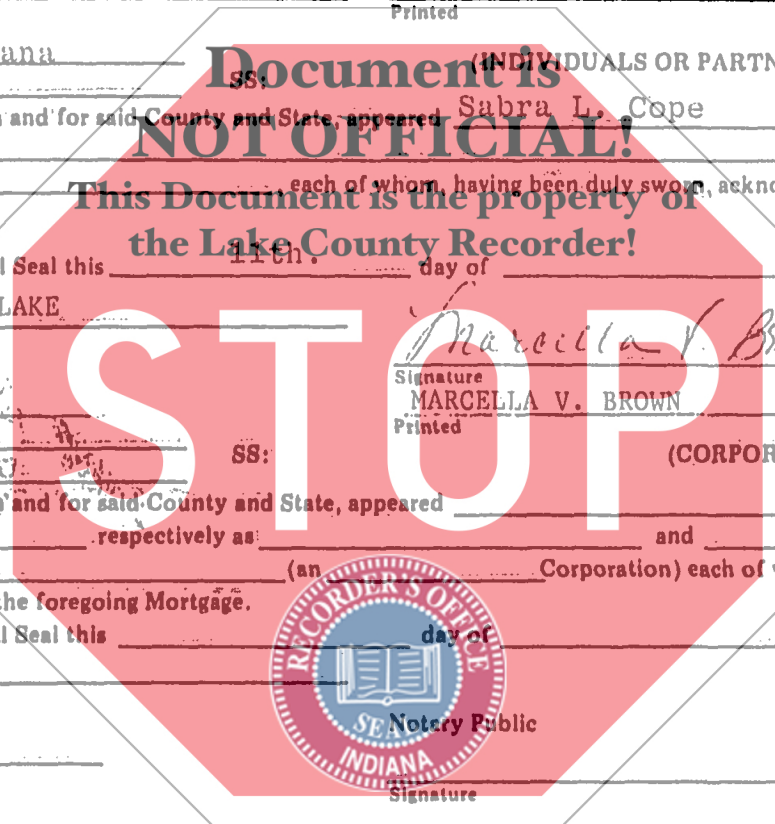 Printed
ana
Document is
SS: (INDIVIDUALS OR PARTN
and for said County and State, appeared Sabra L. Cope
NOT OFFICIAL!
each of whom, having been duly sworn, ackno
This Document is the property of
the Lake County Recorder!
l Seal this 11th. day of
LAKE
STOP
Marcella V. B
Signature
MARCELLA V. BROWN
Printed
SS: (CORPOR
and for said County and State, appeared
respectively as and
(an Corporation) each of w
he foregoing Mortgage.
l Seal this day of
RECORDER'S OFFICE
SEAL
INDIANA
Notary Public
Signature